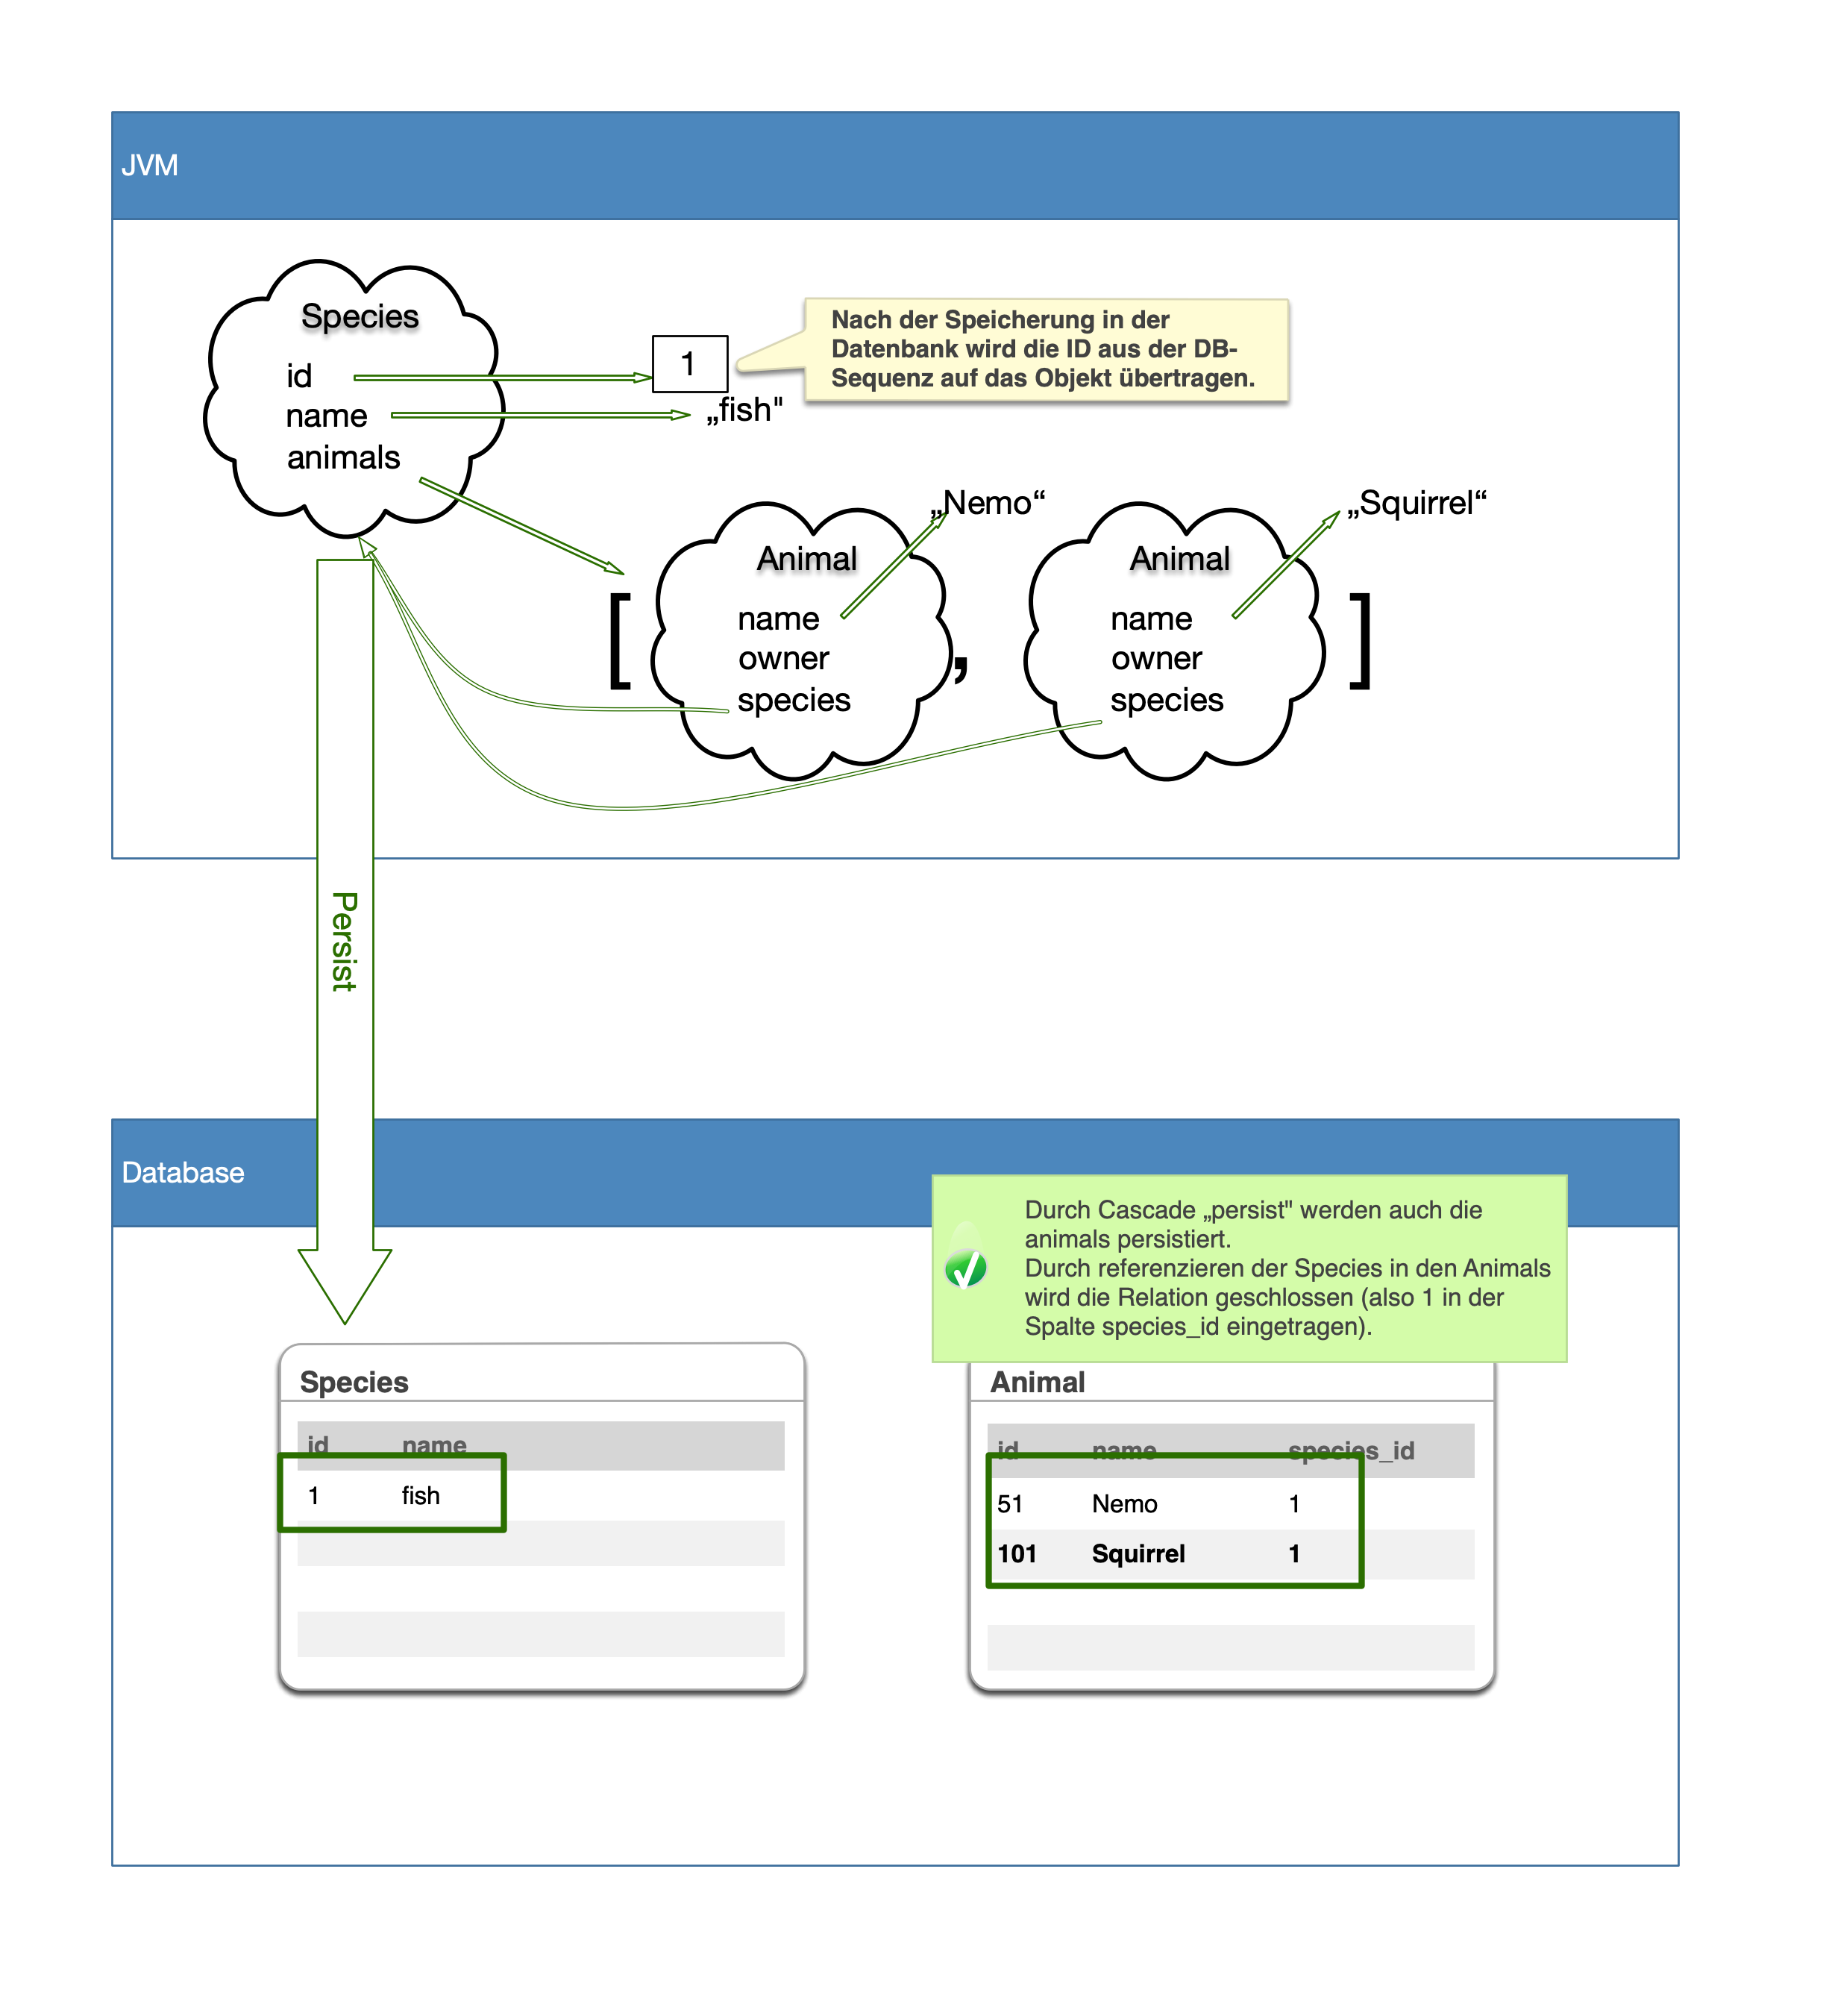 JVM
Species
id
name
animals
1
„fish"
Nach der Speicherung in der
Datenbank wird die ID aus der DB-
Sequenz auf das Objekt übertragen.
„Nemo“
„Squirrel“
[
Animal
name
owner
species
,
Animal
name
owner
species
]
Persist
Database
Durch Cascade „persist" werden auch die
animals persistiert.
Durch referenzieren der Species in den Animals
wird die Relation geschlossen (also 1 in der
Spalte species_id eingetragen).
Species
id name
1 fish
Animal
id name species_id
51 Nemo 1
101 Squirrel 1